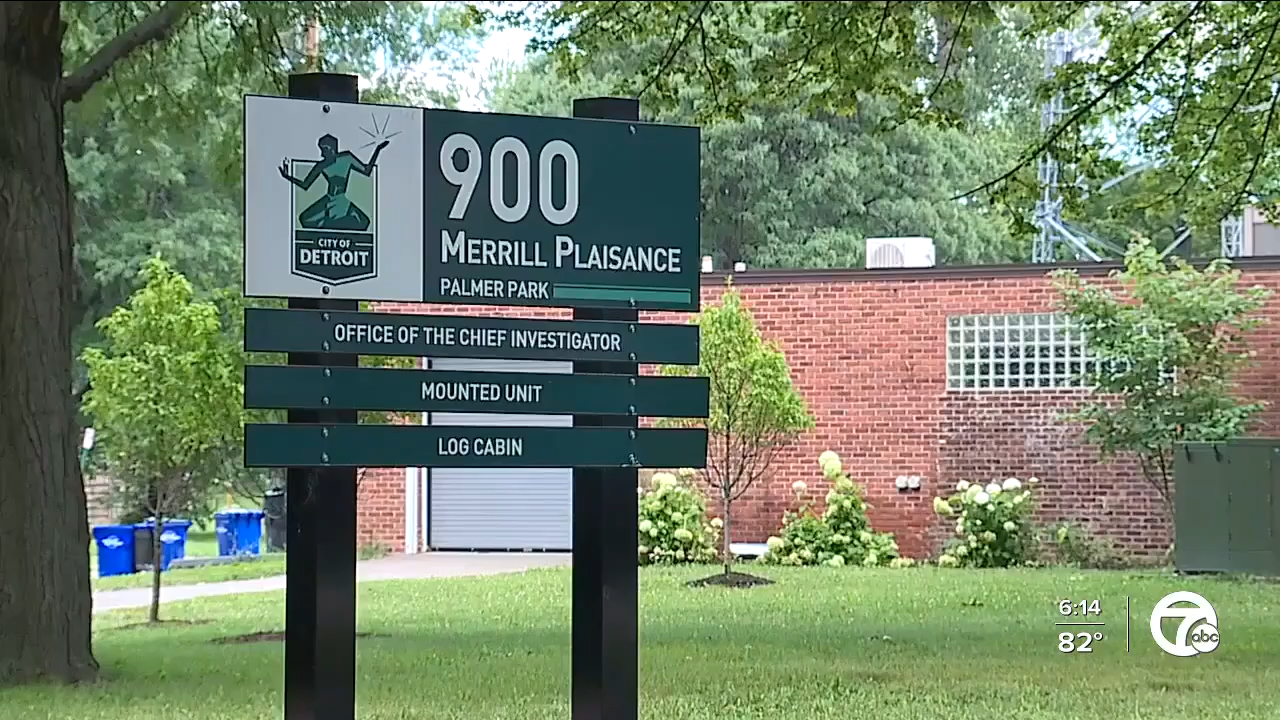 CITY OF
DETROIT
900
MERRILL PLAISANCE
PALMER PARK
OFFICE OF THE CHIEF INVESTIGATOR
MOUNTED UNIT
LOG CABIN
6:14
82°
7 abc